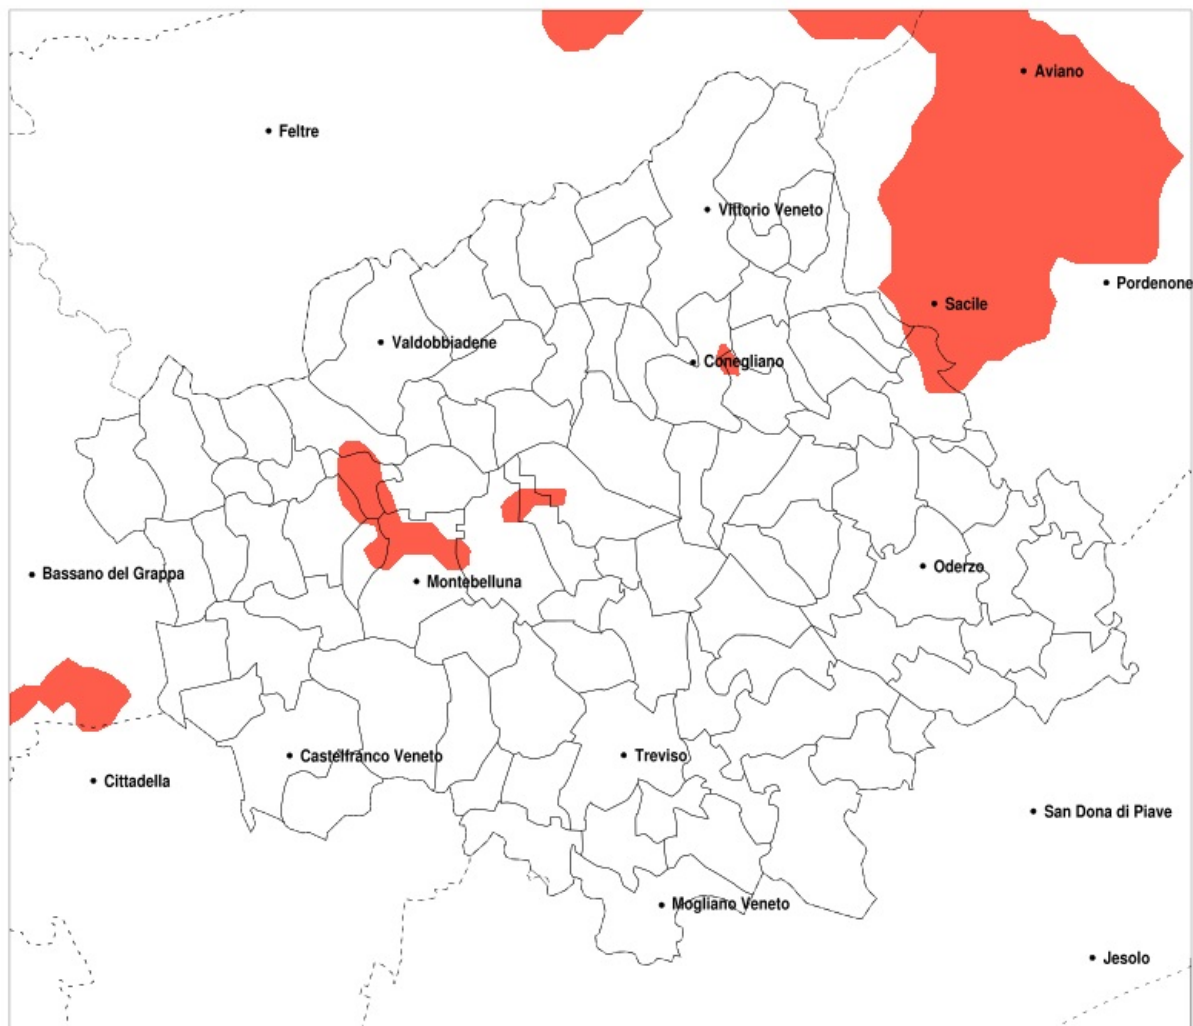 Aviano
Feltre
Vittorio Veneto
Pordenone
Sacile
Valdobbiadene
Conegliano
Oderzo
Bassano del Grappa
Montebelluna
Castelfranco Veneto
Treviso
Cittadella
San Dona di Piave
Mogliano Veneto
Jesolo